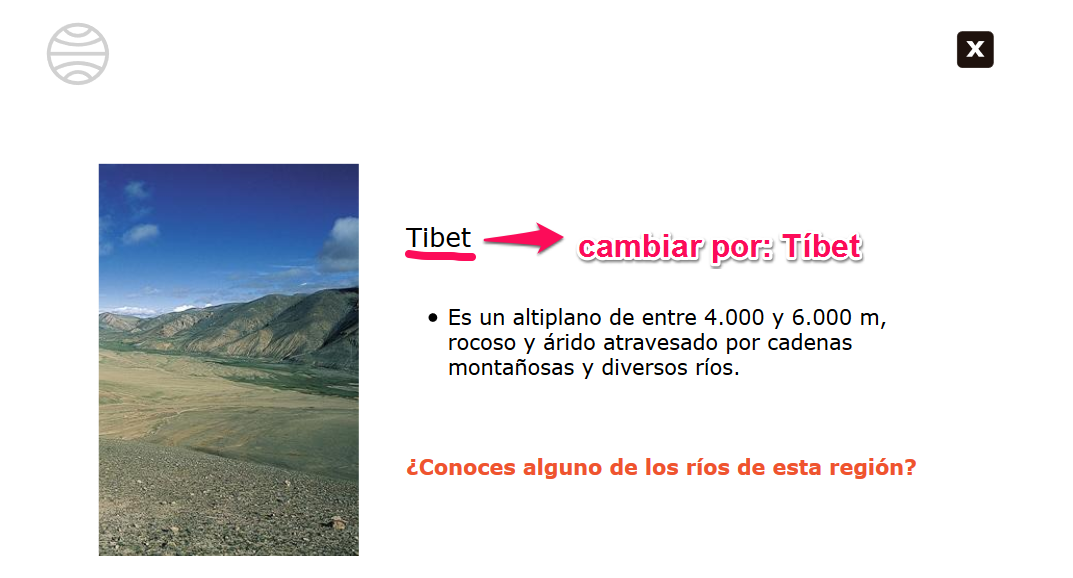 X
Tibet
cambiar por: Tíbet
• Es un altiplano de entre 4.000 y 6.000 m,
rocoso y árido atravesado por cadenas
montañosas y diversos ríos.
¿Conoces alguno de los ríos de esta región?